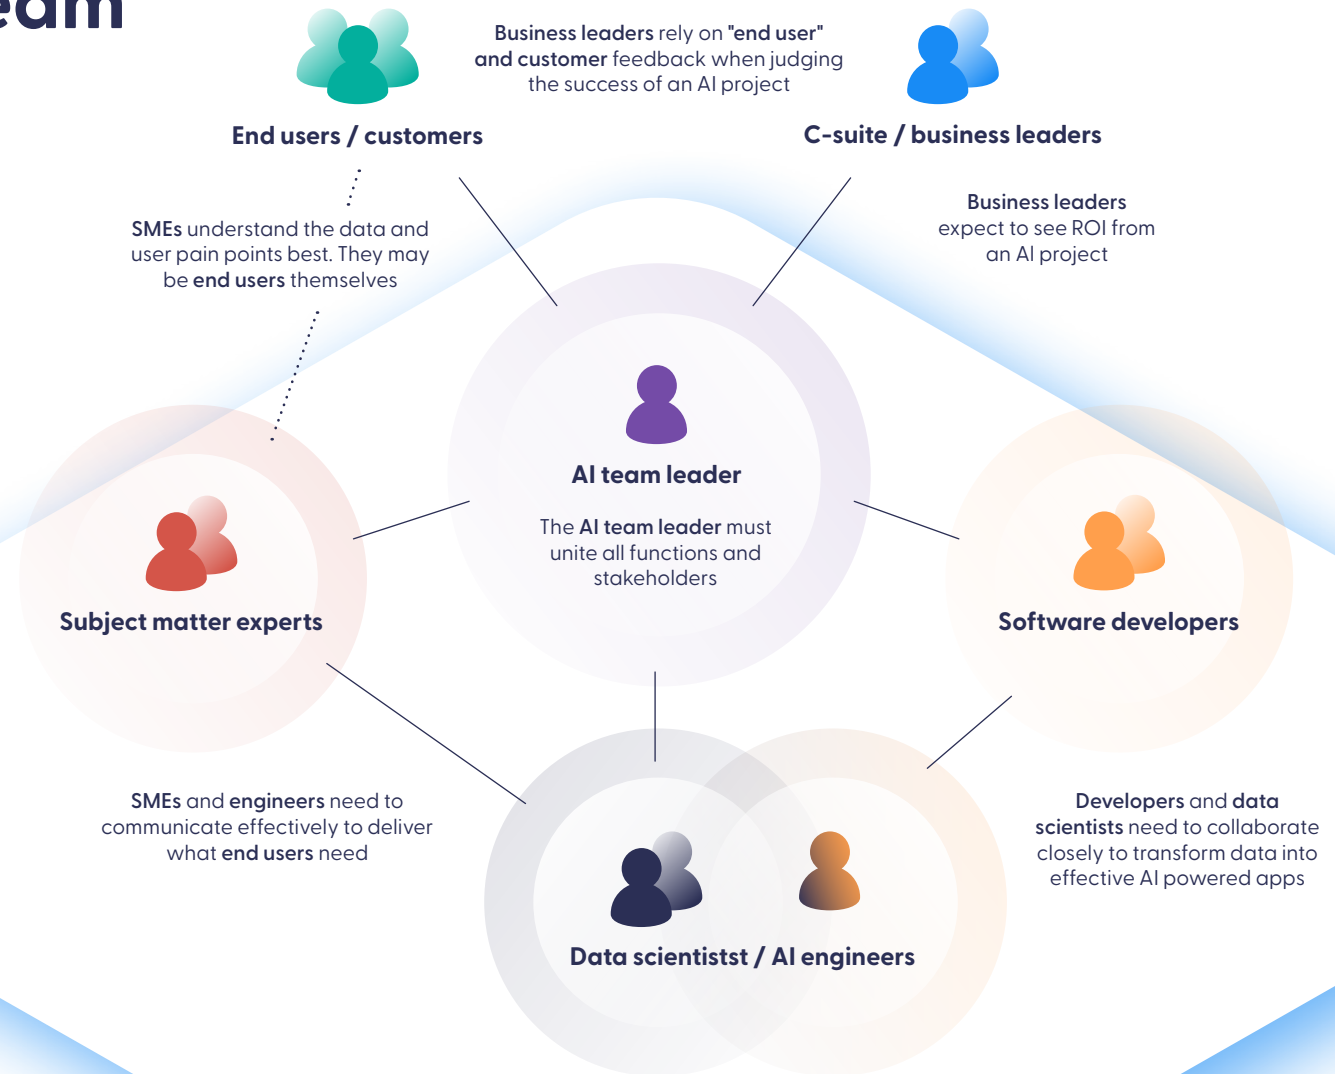 Business leaders rely on "end user"
and customer feedback when judging
the success of an AI project
End users / customers
C-suite / business leaders
SMEs understand the data and
user pain points best. They may
be end users themselves
Business leaders
expect to see ROI from
an AI project
AI team leader
The AI team leader must
unite all functions and
stakeholders
Subject matter experts
Software developers
SMEs and engineers need to
communicate effectively to deliver
what end users need
Developers and data
scientists need to collaborate
closely to transform data into
effective AI powered apps
Data scientistst / AI engineers